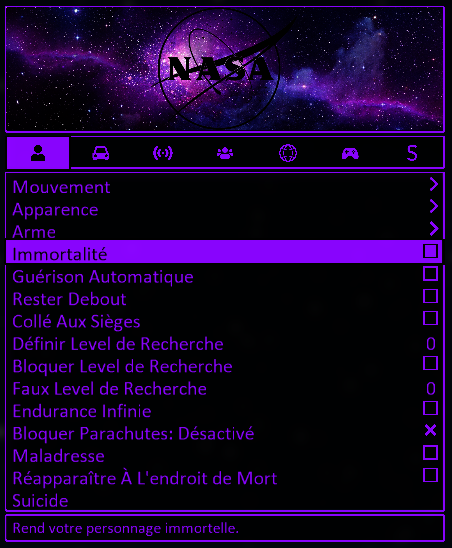 NASA
S
Mouvement
Apparence
Arme
Immortalité
Guérison Automatique
Rester Debout
Collé Aux Sièges
Définir Level de Recherche 0
Bloquer Level de Recherche
Faux Level de Recherche 0
Endurance Infinie
Bloquer Parachutes: Désactivé
Maladresse
Réapparaître À L'endroit de Mort
Suicide
Rend votre personnage immortelle.